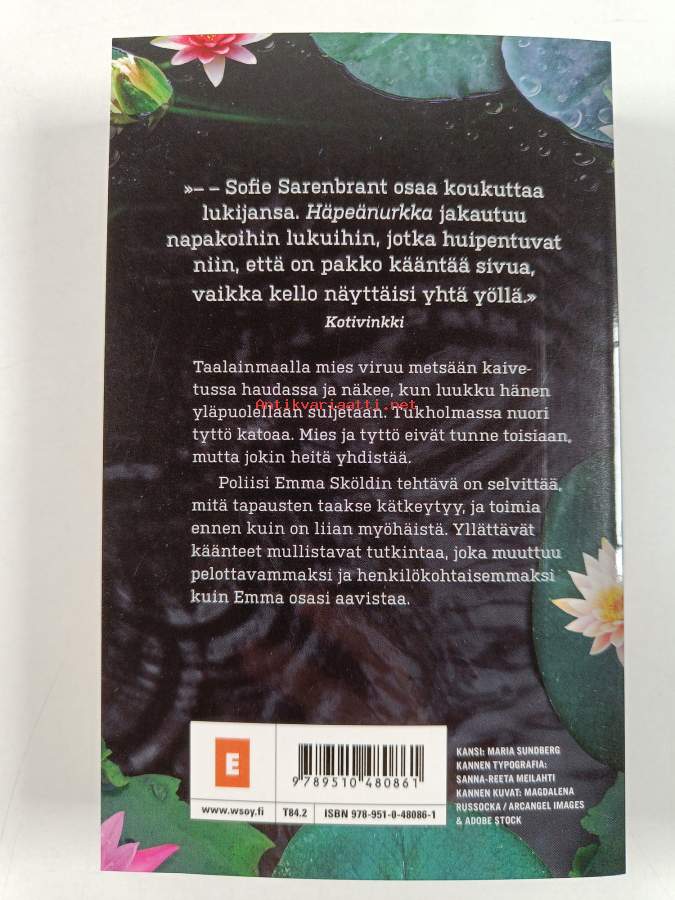 »– – Sofie Sarenbrant osaa koukuttaa
lukijansa. Häpeänurkka jakautuu
napakoihin lukuihin, jotka huipentuvat
niin, että on pakko kääntää sivua,
vaikka kello näyttäisi yhtä yöllä.»
Kotivinkki
Taalainmaalla mies viruu metsään kaive-
tussa haudassa ja näkee, kun luukku hänen
Antikvariaatti.net
yläpuolellaan suljetaan. Tukholmassa nuori
tyttö katoaa. Mies ja tyttö eivät tunne toisiaan,
mutta jokin heitä yhdistää.
Poliisi Emma Sköldin tehtävä on selvittää,
mitä tapausten taakse kätkeytyy, ja toimia
ennen kuin on liian myöhäistä. Yllättävät
käänteet mullistavat tutkintaa, joka muuttuu
pelottavammaksi ja henkilökohtaisemmaksi
kuin Emma osasi aavistaa.
E
9789510480861
www.wsoy.fi
T84.2
ISBN 978-951-0-48086-1
KANSI: MARIA SUNDBERG
KANNEN TYPOGRAFIA:
SANNA-REETA MEILAHTI
KANNEN KUVAT: MAGDALENA
RUSSOCKA / ARCANGEL IMAGES
& ADOBE STOCK